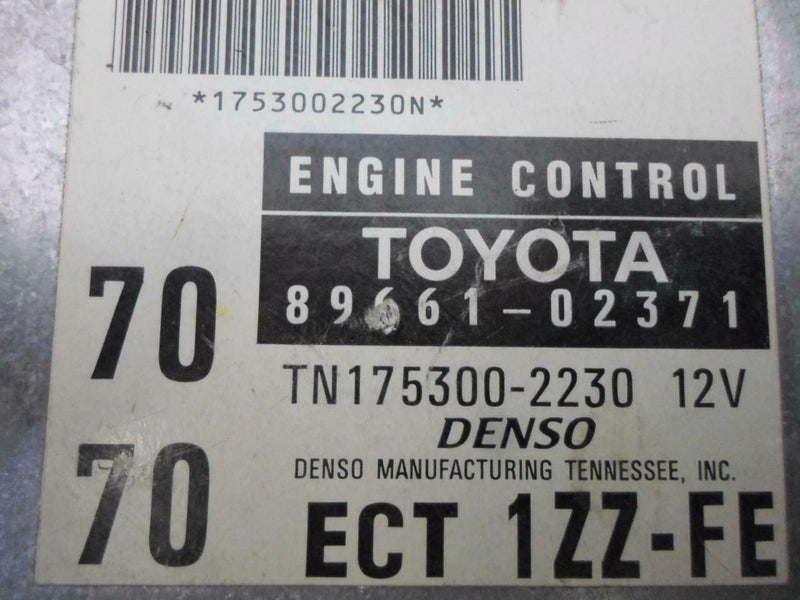 *1753002230N*
ENGINE CONTROL
TOYOTA
89661-02371
70
TN175300-2230 12V
DENSO
DENSO MANUFACTURING TENNESSEE, INC.
70
ECT 1ZZ-FE